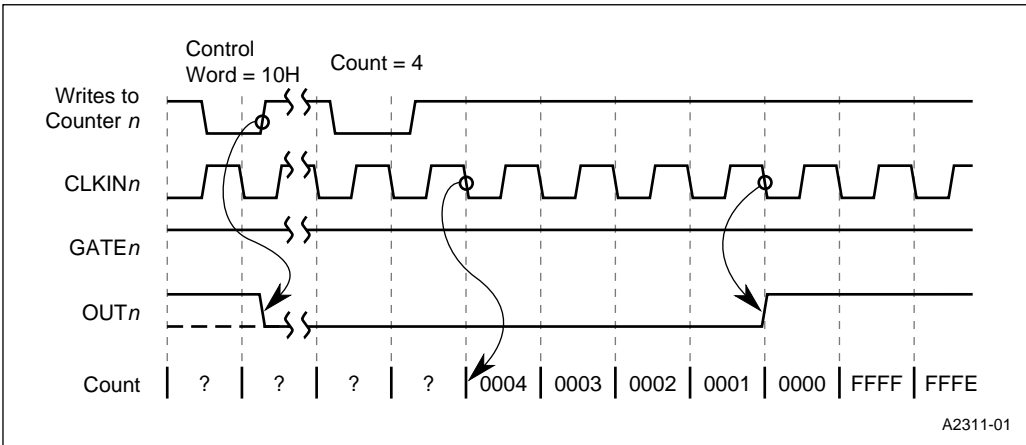 Control
Word = 10H
Count = 4
Writes to
Counter n
CLKINn
GATEn
OUTn
Count ? ? ? ? 0004 0003 0002 0001 0000 FFFF FFFE
A2311-01